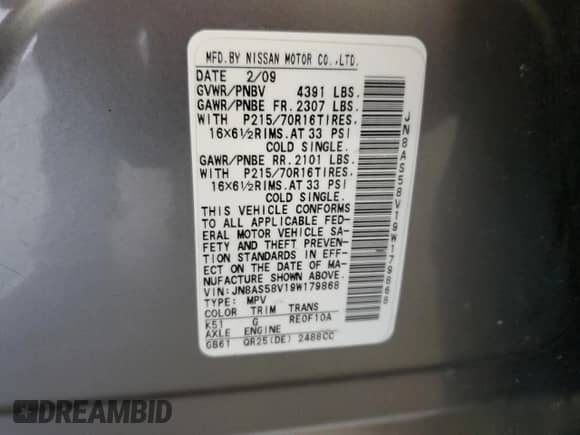 MFD.BY NISSAN MOTOR CO.,LTD.
DATE 2/09
GVWR/PNBV 4391 LBS.
GAWR/PNBE FR. 2307 LBS.
WITH P215/70R16TIRES.
16X6½RIMS.AT 33 PSI
COLD SINGLE.
GAWR/PNBE RR. 2101 LBS.
WITH P215/70R16TIRES.
16X6½RIMS.AT 33 PSI
COLD SINGLE.
THIS VEHICLE CONFORMS
TO ALL APPLICABLE FED-
ERAL MOTOR VEHICLE SA-
FETY AND THEFT PREVEN-
TION STANDARDS IN EFF-
ECT ON THE DATE OF MA-
NUFACTURE SHOWN ABOVE.
VIN:JN8AS58V19W179868
TYPE: MPV
COLOR TRIM TRANS
K51 G RE0F10A
AXLE ENGINE
GB61 QR25(DE) 2488CC
JN8AS58V19W179868
DREAMBID